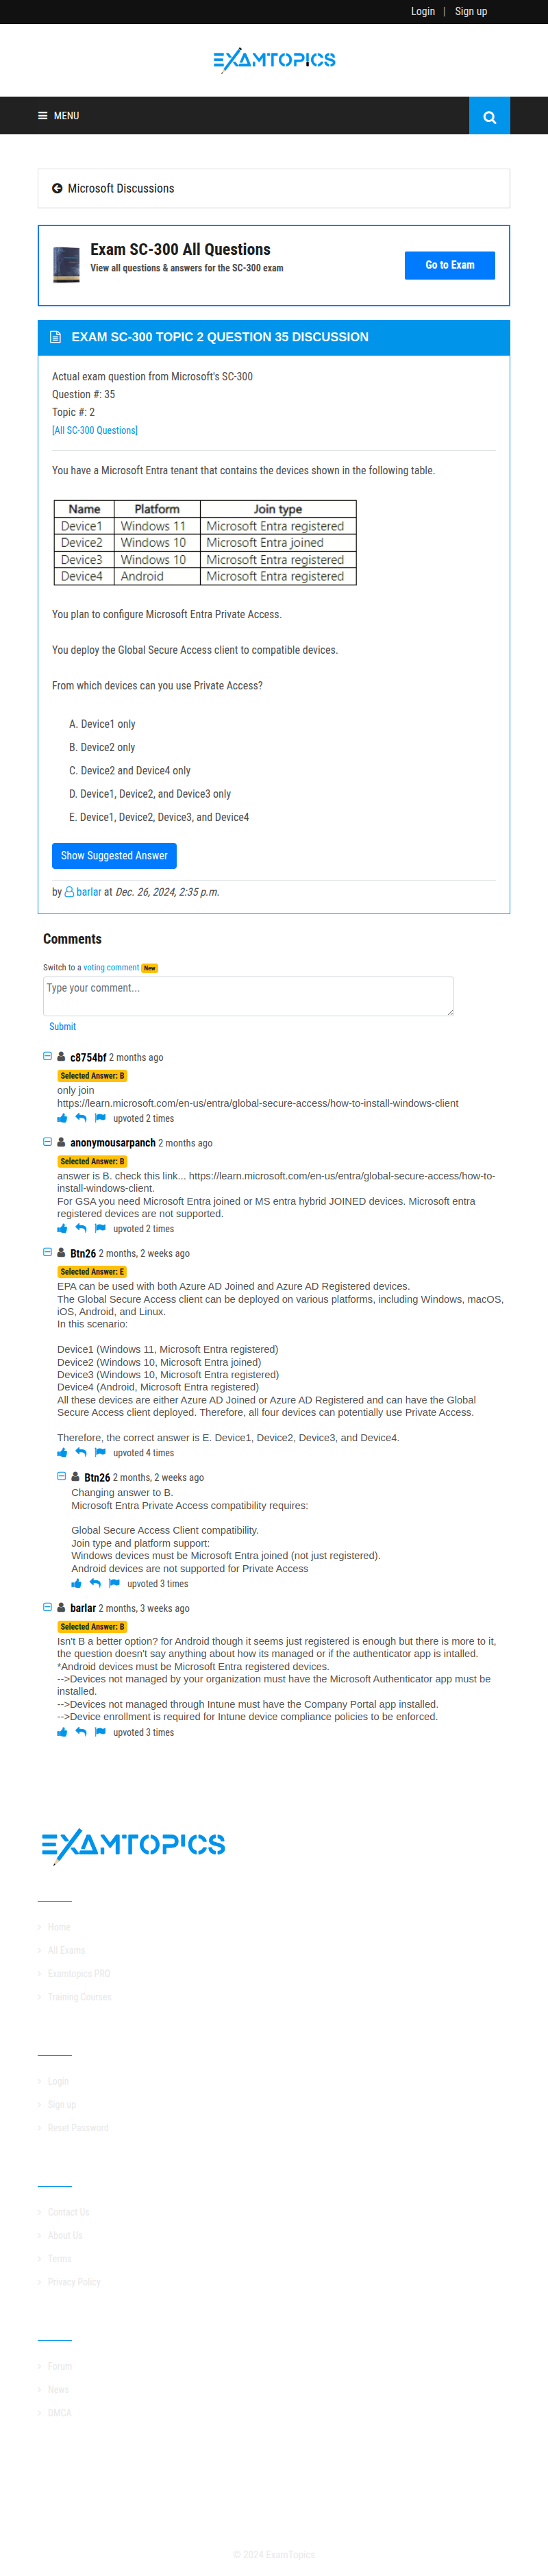 Login | Sign up
EXAMTOPICS
MENU
Microsoft Discussions
Exam SC-300 All Questions
View all questions & answers for the SC-300 exam
Go to Exam
EXAM SC-300 TOPIC 2 QUESTION 35 DISCUSSION
Actual exam question from Microsoft's SC-300
Question #: 35
Topic #: 2
[All SC-300 Questions]
You have a Microsoft Entra tenant that contains the devices shown in the following table.
Name Platform Join type
Device1 Windows 11 Microsoft Entra registered
Device2 Windows 10 Microsoft Entra joined
Device3 Windows 10 Microsoft Entra registered
Device4 Android Microsoft Entra registered
You plan to configure Microsoft Entra Private Access.
You deploy the Global Secure Access client to compatible devices.
From which devices can you use Private Access?
A. Device1 only
B. Device2 only
C. Device2 and Device4 only
D. Device1, Device2, and Device3 only
E. Device1, Device2, Device3, and Device4
Show Suggested Answer
by barlar at Dec. 26, 2024, 2:35 p.m.
Comments
Switch to a voting comment New
Type your comment...
Submit
c8754bf 2 months ago
Selected Answer: B
only join
https://learn.microsoft.com/en-us/entra/global-secure-access/how-to-install-windows-client
upvoted 2 times
anonymousarpanch 2 months ago
Selected Answer: B
answer is B. check this link... https://learn.microsoft.com/en-us/entra/global-secure-access/how-to-
install-windows-client.
For GSA you need Microsoft Entra joined or MS entra hybrid JOINED devices. Microsoft entra
registered devices are not supported.
upvoted 2 times
Btn26 2 months, 2 weeks ago
Selected Answer: E
EPA can be used with both Azure AD Joined and Azure AD Registered devices.
The Global Secure Access client can be deployed on various platforms, including Windows, macOS,
iOS, Android, and Linux.
In this scenario:
Device1 (Windows 11, Microsoft Entra registered)
Device2 (Windows 10, Microsoft Entra joined)
Device3 (Windows 10, Microsoft Entra registered)
Device4 (Android, Microsoft Entra registered)
All these devices are either Azure AD Joined or Azure AD Registered and can have the Global
Secure Access client deployed. Therefore, all four devices can potentially use Private Access.
Therefore, the correct answer is E. Device1, Device2, Device3, and Device4.
upvoted 4 times
Btn26 2 months, 2 weeks ago
Changing answer to B.
Microsoft Entra Private Access compatibility requires:
Global Secure Access Client compatibility.
Join type and platform support:
Windows devices must be Microsoft Entra joined (not just registered).
Android devices are not supported for Private Access
upvoted 3 times
barlar 2 months, 3 weeks ago
Selected Answer: B
Isn't B a better option? for Android though it seems just registered is enough but there is more to it,
the question doesn't say anything about how its managed or if the authenticator app is intalled.
*Android devices must be Microsoft Entra registered devices.
-->Devices not managed by your organization must have the Microsoft Authenticator app must be
installed.
-->Devices not managed through Intune must have the Company Portal app installed.
-->Device enrollment is required for Intune device compliance policies to be enforced.
upvoted 3 times
EXAMTOPICS
Home
All Exams
Examtopics PRO
Training Courses
Login
Sign up
Reset Password
Contact Us
About Us
Terms
Privacy Policy
Forum
News
DMCA
© 2024 ExamTopics